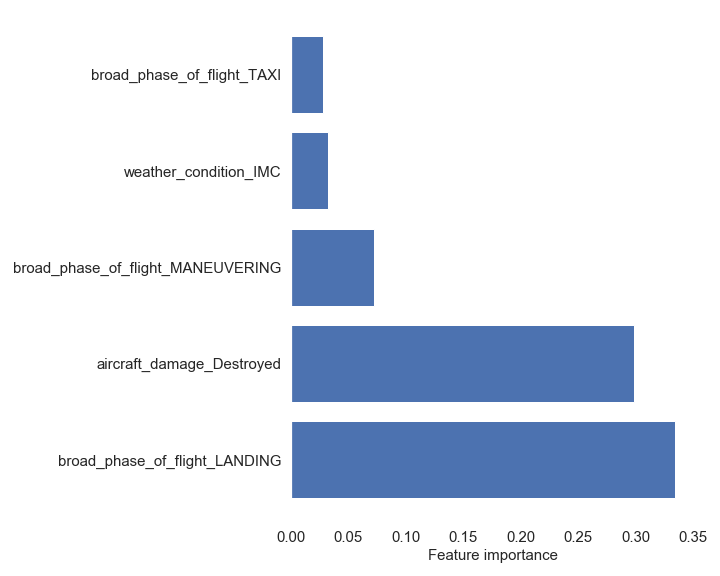 broad_phase_of_flight_TAXI
weather_condition_IMC
broad_phase_of_flight_MANEUVERING
aircraft_damage_Destroyed
broad_phase_of_flight_LANDING
0.00 0.05 0.10 0.15 0.20 0.25 0.30 0.35
Feature importance